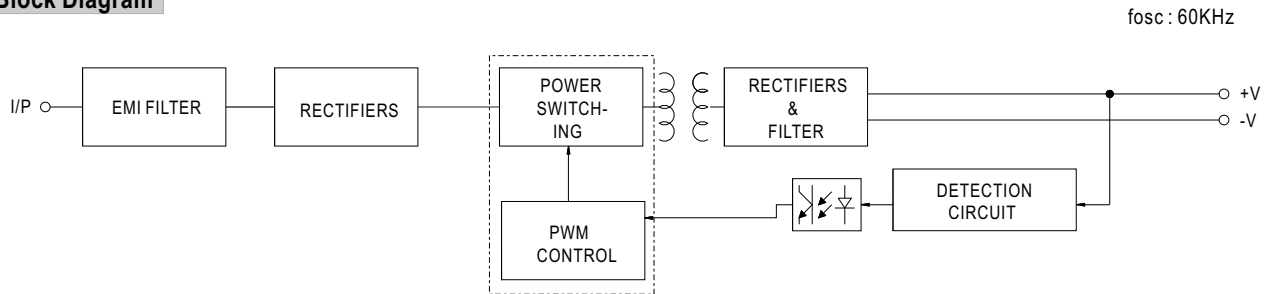 Block Diagram
fosc : 60KHz
I/P
EMI FILTER
RECTIFIERS
POWER
SWITCH-
ING
RECTIFIERS
&
FILTER
+V
-V
DETECTION
CIRCUIT
PWM
CONTROL